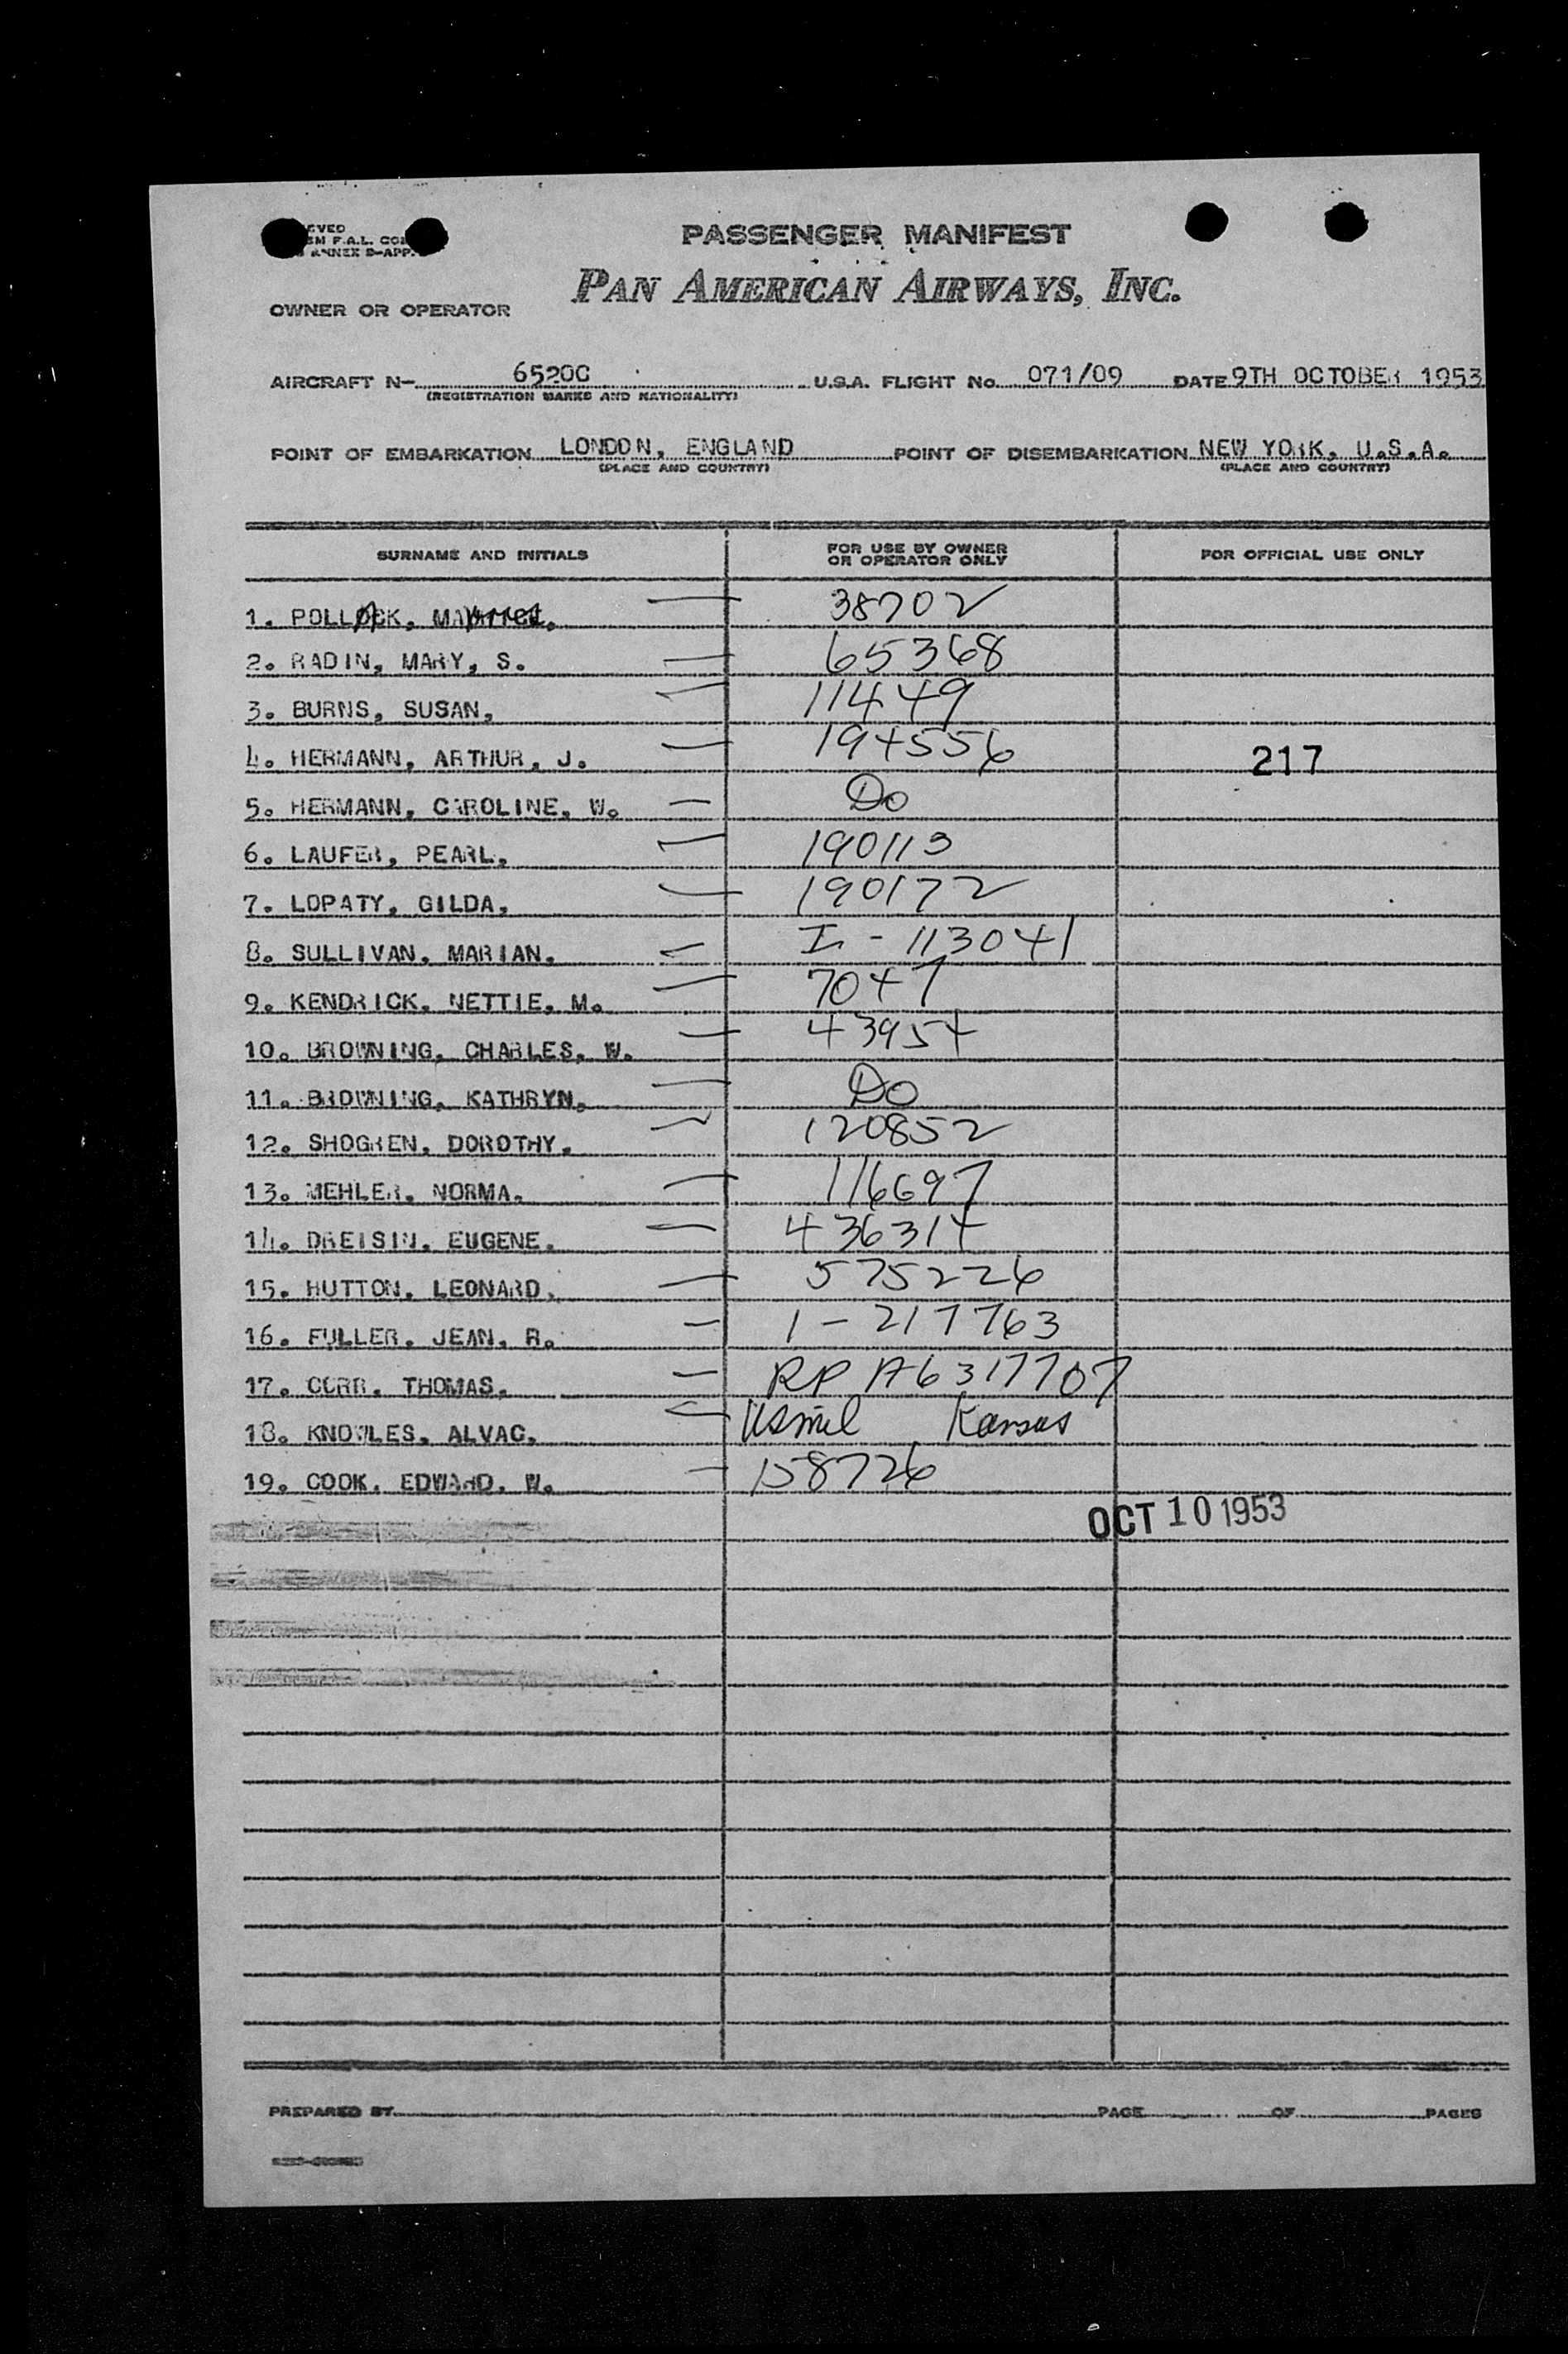 PASSENGER MANIFEST
PAN AMERICAN AIRWAYS, INC.
OWNER OR OPERATOR
AIRCRAFT N- 6520C U.S.A. FLIGHT No. 071/09 DATE 9TH OCTOBER 1953
(REGISTRATION MARKS AND NATIONALITY)
POINT OF EMBARKATION LONDON, ENGLAND POINT OF DISEMBARKATION NEW YORK, U.S.A.
(PLACE AND COUNTRY) (PLACE AND COUNTRY)
SURNAME AND INITIALS FOR USE BY OWNER OR OPERATOR ONLY FOR OFFICIAL USE ONLY
1. POLLACK, 38702
2. RADIN, MARY, S. 65368
3. BURNS, SUSAN, 11449
4. HERMANN, ARTHUR, J. 194556 217
5. HERMANN, CAROLINE, W. Do
6. LAUFER, PEARL, 190113
7. LOPATY, GILDA, 190172
8. SULLIVAN, MARIAN. I - 113041
9. KENDRICK, NETTIE, M. 7047
10. BROWNING, CHARLES, W. 43954
11. BROWNING, KATHRYN, DO
12. SHOGREN, DOROTHY, 120852
13. MEHLER, NORMA. 116697
14. DREISIN, EUGENE. 436314
15. HUTTON, LEONARD, 575226
16. FULLER, JEAN, R. 1 - 217763
17. CORR, THOMAS, RP A6317707
18. KNOWLES, ALVAC. USmil Kansas
19. COOK, EDWARD, W. 158726
OCT 10 1953
PREPARED BY PAGE OF PAGES